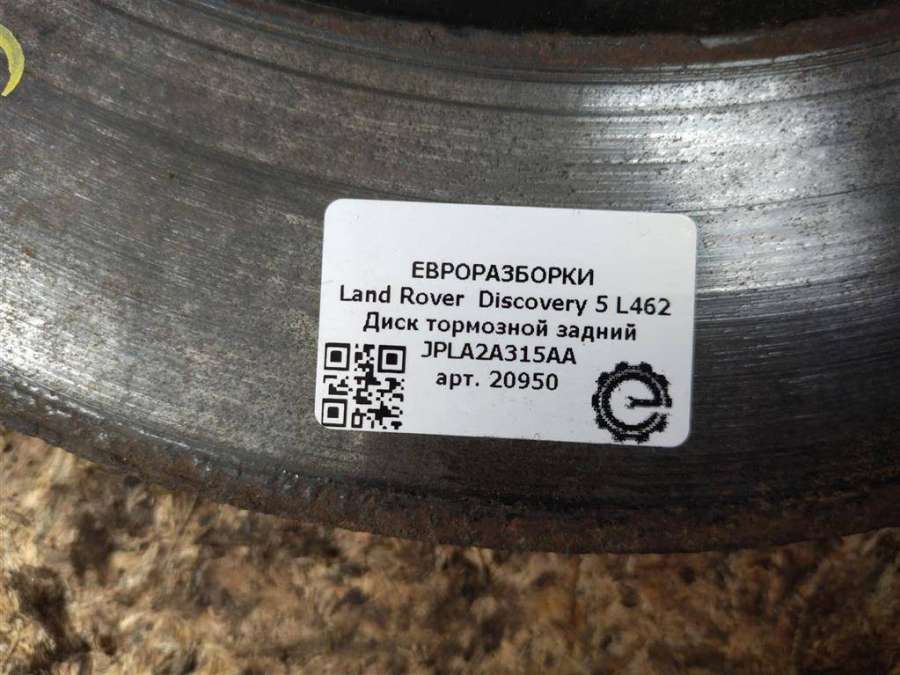 ЕВРОРАЗБОРКИ
Land Rover Discovery 5 L462
Диск тормозной задний
JPLA2A315AA
арт. 20950